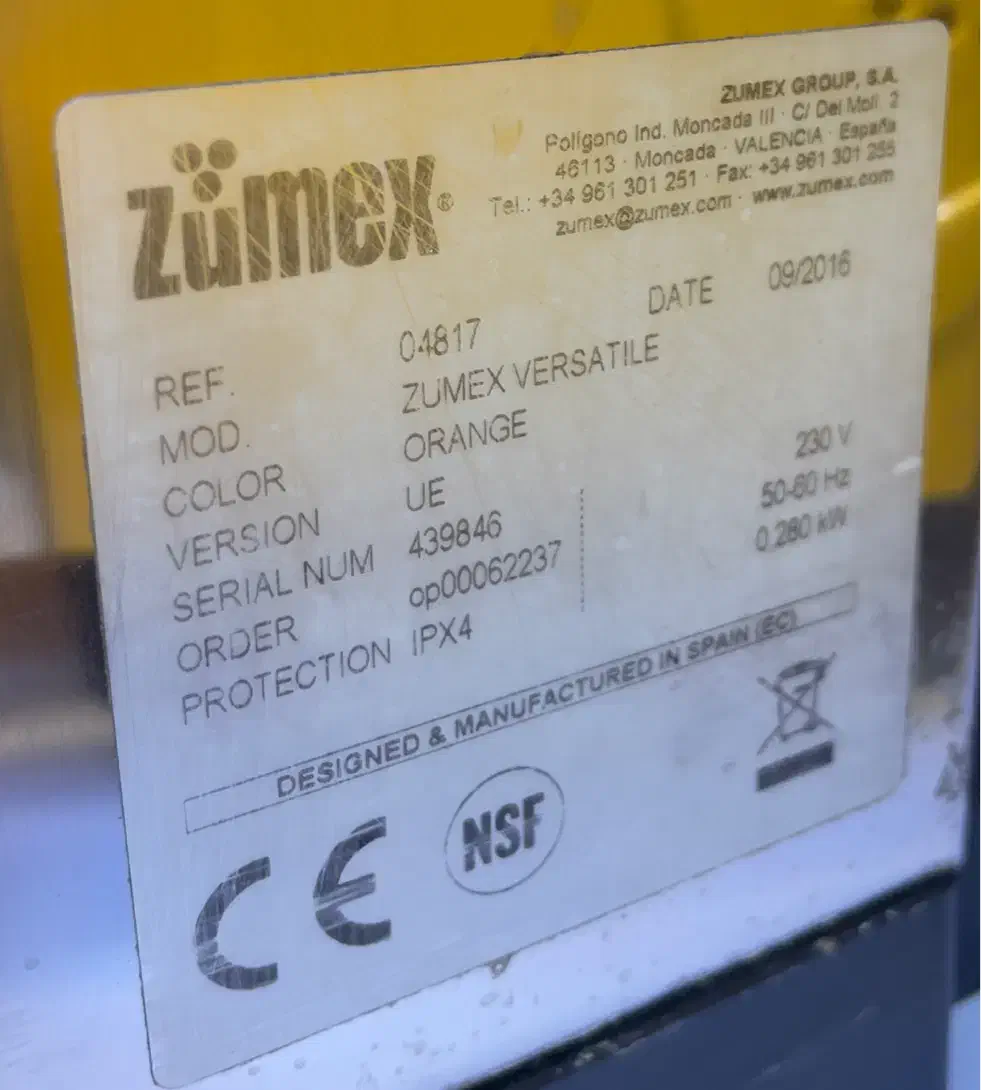 zümex®
ZUMEX GROUP, S.A.
Polígono Ind. Moncada III · C/ Del Molí 2
46113 · Moncada · VALENCIA · España
Tel.: +34 961 301 251 · Fax: +34 961 301 255
zumex@zumex.com · www.zumex.com
DATE 09/2016
REF. 04817
MOD. ZUMEX VERSATILE
COLOR ORANGE
VERSION UE 230 V
SERIAL NUM 439846 50-60 Hz
ORDER op00062237 0.280 kW
PROTECTION IPX4
DESIGNED & MANUFACTURED IN SPAIN (EC)
CE
NSF